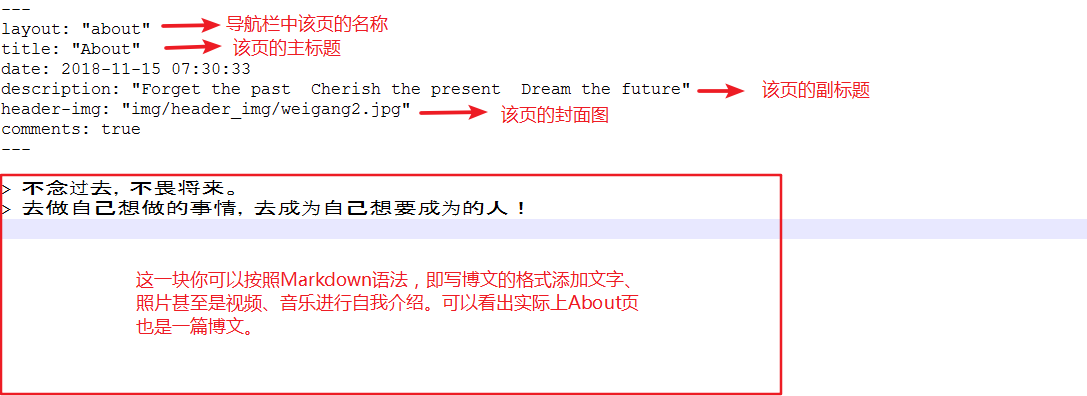 ---
layout: "about" 导航栏中该页的名称
title: "About" 该页的主标题
date: 2018-11-15 07:30:33
description: "Forget the past  Cherish the present  Dream the future" 该页的副标题
header-img: "img/header_img/weigang2.jpg" 该页的封面图
comments: true
---
> 不念过去，不畏将来。
> 去做自己想做的事情，去成为自己想要成为的人！
这一块你可以按照Markdown语法，即写博文的格式添加文字、
照片甚至是视频、音乐进行自我介绍。可以看出实际上About页
也是一篇博文。